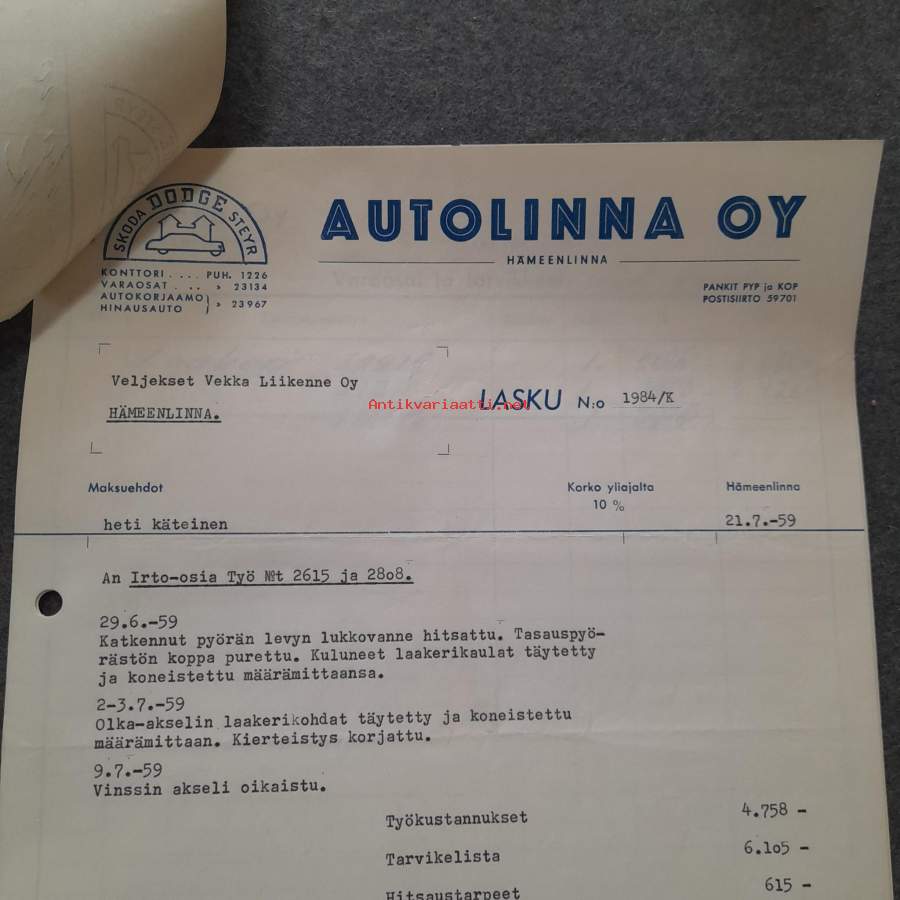 SKODA DODGE STEYR
AUTOLINNA OY
HÄMEENLINNA
KONTTORI .... PUH. 1226
VARAOSAT . . . » 23134
AUTOKORJAAMO
HINAUSAUTO } » 23967
PANKIT PYP ja KOP
POSTISIIRTO 59701
Veljekset Vekka Liikenne Oy
HÄMEENLINNA.
LASKU N:o 1984/K
Antikvariaatti.net
Maksuehdot
Korko yliajalta
Hämeenlinna
10 %
heti käteinen
21.7.-59
An Irto-osia Työ N:t 2615 ja 28o8.
29.6.-59
Katkennut pyörän levyn lukkovanne hitsattu. Tasauspyö-
rästön koppa purettu. Kuluneet laakerikaulat täytetty
ja koneistettu määrämittaansa.
2-3.7.-59
Olka-akselin laakerikohdat täytetty ja koneistettu
määrämittaan. Kierteistys korjattu.
9.7.-59
Vinssin akseli oikaistu.
Työkustannukset 4.758 -
Tarvikelista 6.1o5 -
Hitsaustarpeet 615 -